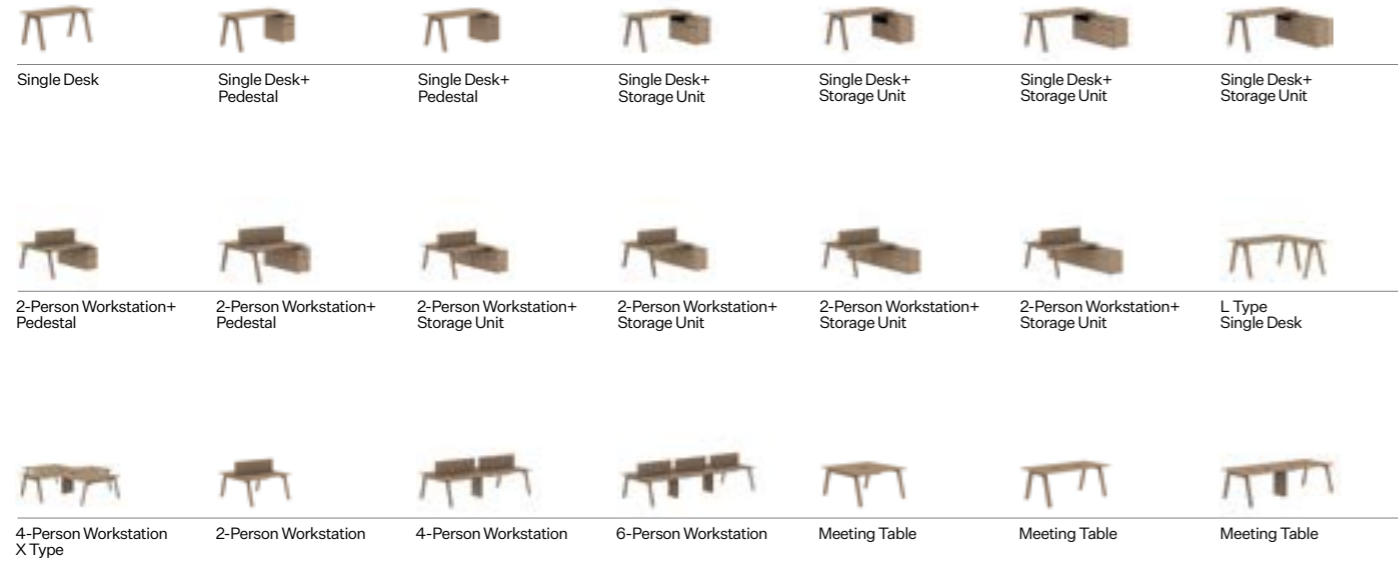 Single Desk
Single Desk+
Pedestal
Single Desk+
Pedestal
Single Desk+
Storage Unit
Single Desk+
Storage Unit
Single Desk+
Storage Unit
Single Desk+
Storage Unit
2-Person Workstation+
Pedestal
2-Person Workstation+
Pedestal
2-Person Workstation+
Storage Unit
2-Person Workstation+
Storage Unit
2-Person Workstation+
Storage Unit
2-Person Workstation+
Storage Unit
L Type
Single Desk
4-Person Workstation
X Type
2-Person Workstation
4-Person Workstation
6-Person Workstation
Meeting Table
Meeting Table
Meeting Table